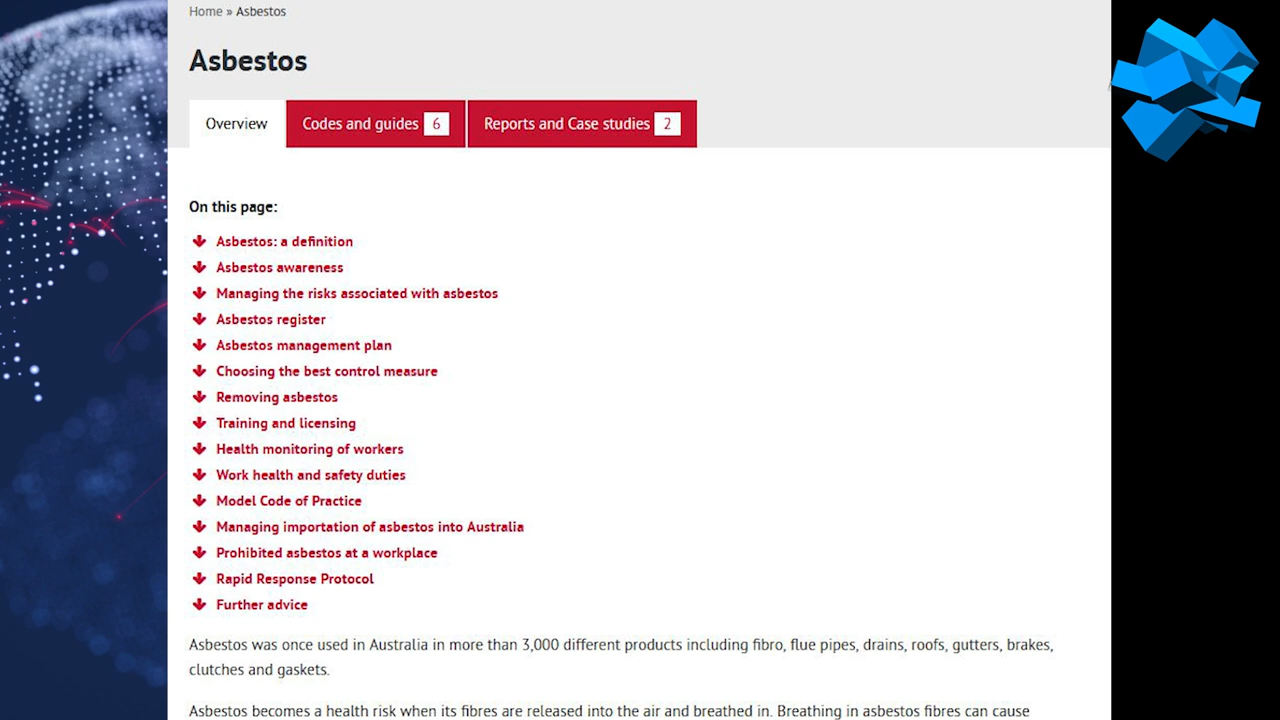 Home » Asbestos
Asbestos
Overview
Codes and guides 6
Reports and Case studies 2
On this page:
Asbestos: a definition
Asbestos awareness
Managing the risks associated with asbestos
Asbestos register
Asbestos management plan
Choosing the best control measure
Removing asbestos
Training and licensing
Health monitoring of workers
Work health and safety duties
Model Code of Practice
Managing importation of asbestos into Australia
Prohibited asbestos at a workplace
Rapid Response Protocol
Further advice
Asbestos was once used in Australia in more than 3,000 different products including fibro, flue pipes, drains, roofs, gutters, brakes,
clutches and gaskets.
Asbestos becomes a health risk when its fibres are released into the air and breathed in. Breathing in asbestos fibres can cause